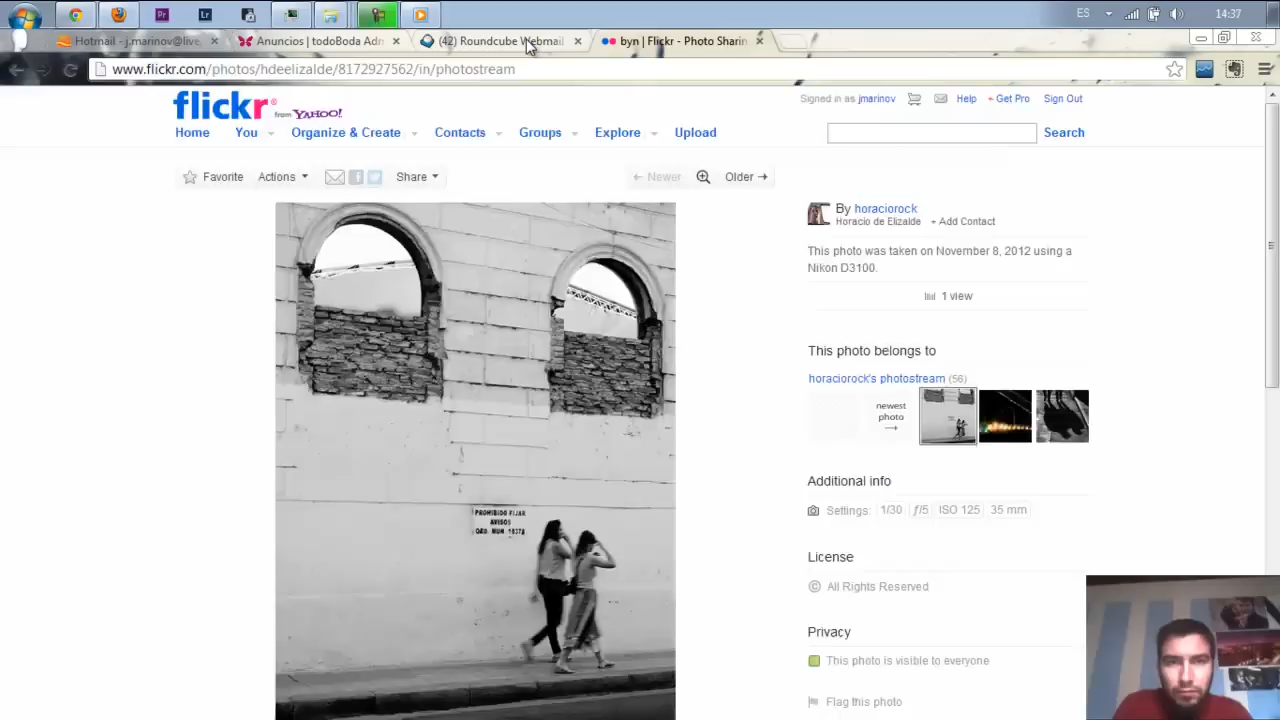 ES 14:37
Hotmail - j.marinov@live. Anuncios | todoBoda Adn (42) Roundcube Webmail byn | Flickr - Photo Sharin
www.flickr.com/photos/hdeelizalde/8172927562/in/photostream
flickr from YAHOO!
Signed in as jmarinov Help + Get Pro Sign Out
Home You Organize & Create Contacts Groups Explore Upload Search
Favorite Actions Share ← Newer Older →
By horaciorock
Horacio de Elizalde + Add Contact
This photo was taken on November 8, 2012 using a
Nikon D3100.
1 view
This photo belongs to
horaciorock's photostream (56)
newest
photo
→
Additional info
Settings: 1/30 ƒ/5 ISO 125 35 mm
PROHIBIDO FIJAR
AVISOS
ORD. NUM. 10378
License
All Rights Reserved
Privacy
This photo is visible to everyone
Flag this photo